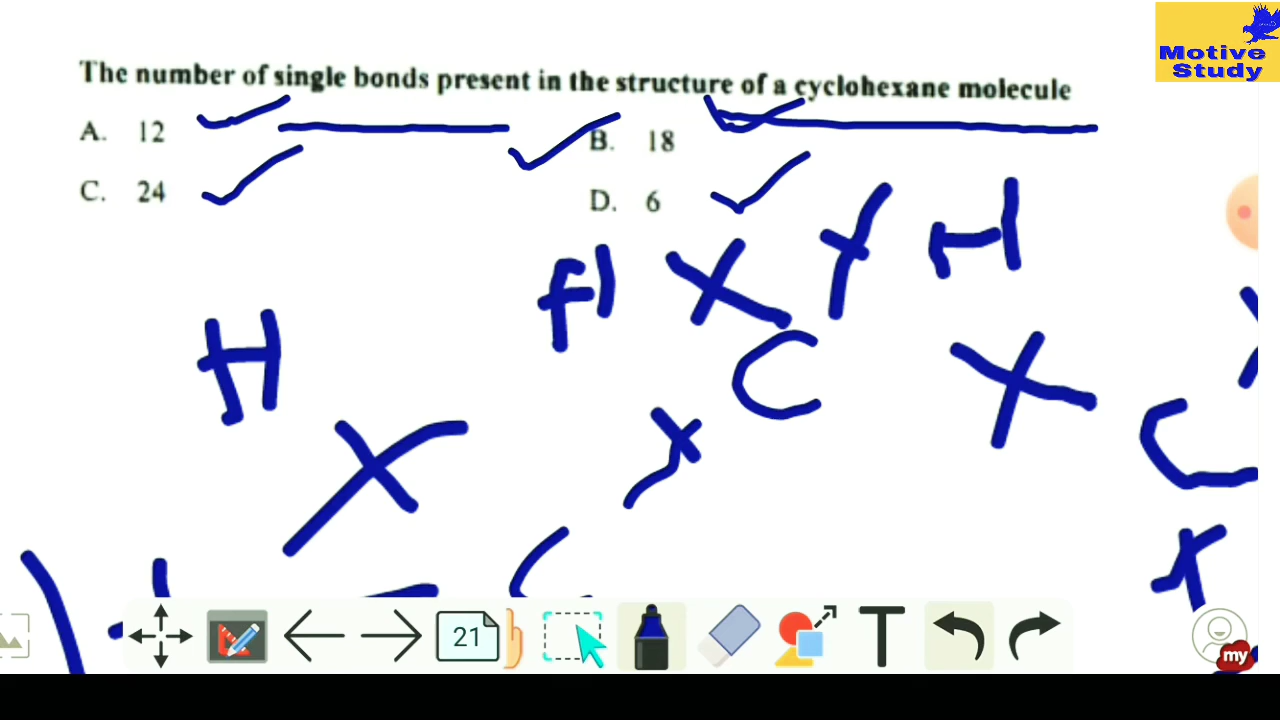 Motive
Study
The number of single bonds present in the structure of a cyclohexane molecule
A. 12
B. 18
C. 24
D. 6
H H
H
C
H
C
C
21
T
my